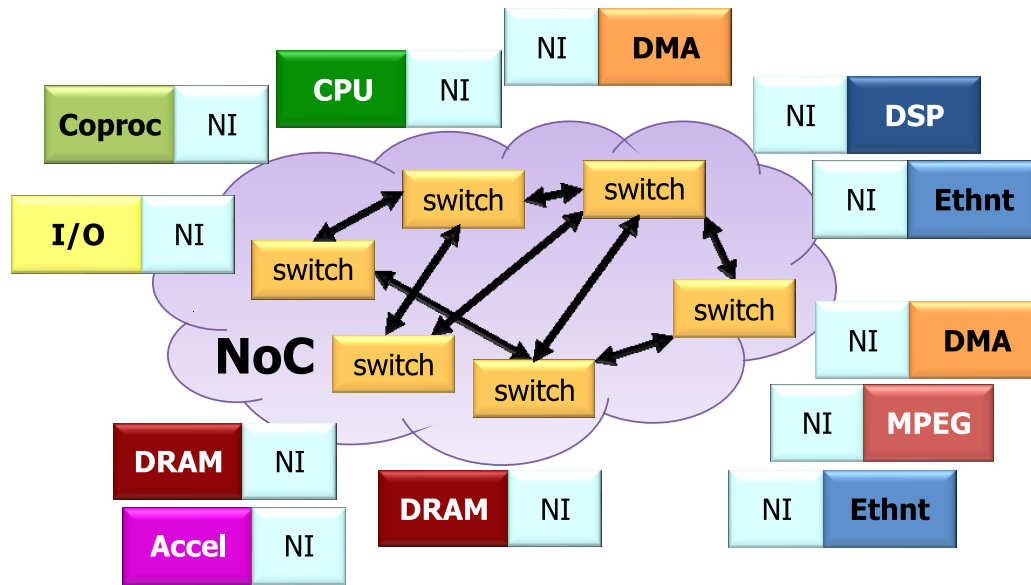 NI DMA
CPU NI
Coproc NI
NI DSP
switch
switch
NI Ethnt
I/O NI
switch
switch
NI DMA
NoC
switch
switch
NI MPEG
DRAM NI
DRAM NI
NI Ethnt
Accel NI